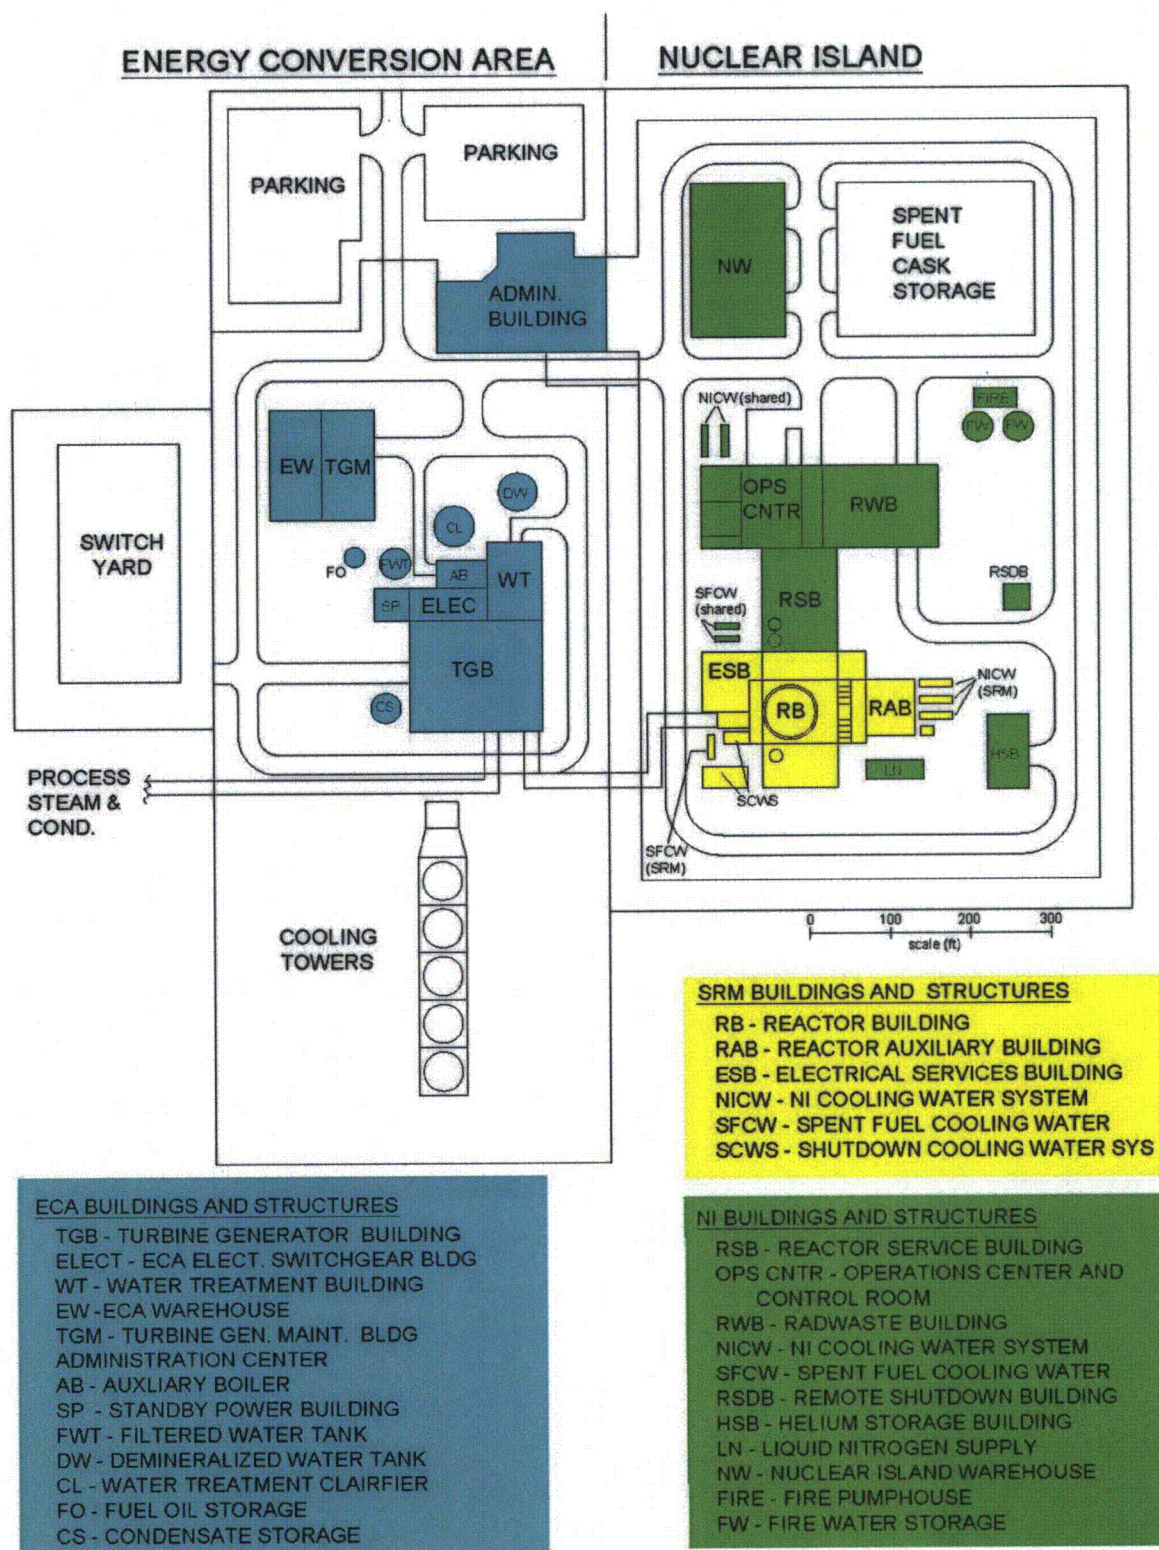 ENERGY CONVERSION AREA
NUCLEAR ISLAND
PARKING
PARKING
SPENT
FUEL
CASK
STORAGE
NW
ADMIN.
BUILDING
NICW(shared)
FIRE
FW
FW
EW
TGM
DW
OPS
CNTR
RWB
CL
SWITCH
YARD
FO
FWT
AB
WT
RSDB
SP
ELEC
SFCW
(shared)
RSB
TGB
ESB
RB
RAB
NICW
(SRM)
CS
HSB
LN
PROCESS
STEAM &
COND.
SCWS
SFCW
(SRM)
0
100
200
300
scale (ft)
COOLING
TOWERS
SRM BUILDINGS AND STRUCTURES
RB - REACTOR BUILDING
RAB - REACTOR AUXILIARY BUILDING
ESB - ELECTRICAL SERVICES BUILDING
NICW - NI COOLING WATER SYSTEM
SFCW - SPENT FUEL COOLING WATER
SCWS - SHUTDOWN COOLING WATER SYS
ECA BUILDINGS AND STRUCTURES
TGB - TURBINE GENERATOR BUILDING
ELECT - ECA ELECT. SWITCHGEAR BLDG
WT - WATER TREATMENT BUILDING
EW -ECA WAREHOUSE
TGM - TURBINE GEN. MAINT. BLDG
ADMINISTRATION CENTER
AB - AUXLIARY BOILER
SP - STANDBY POWER BUILDING
FWT - FILTERED WATER TANK
DW - DEMINERALIZED WATER TANK
CL - WATER TREATMENT CLAIRFIER
FO - FUEL OIL STORAGE
CS - CONDENSATE STORAGE
NI BUILDINGS AND STRUCTURES
RSB - REACTOR SERVICE BUILDING
OPS CNTR - OPERATIONS CENTER AND
CONTROL ROOM
RWB - RADWASTE BUILDING
NICW - NI COOLING WATER SYSTEM
SFCW - SPENT FUEL COOLING WATER
RSDB - REMOTE SHUTDOWN BUILDING
HSB - HELIUM STORAGE BUILDING
LN - LIQUID NITROGEN SUPPLY
NW - NUCLEAR ISLAND WAREHOUSE
FIRE - FIRE PUMPHOUSE
FW - FIRE WATER STORAGE